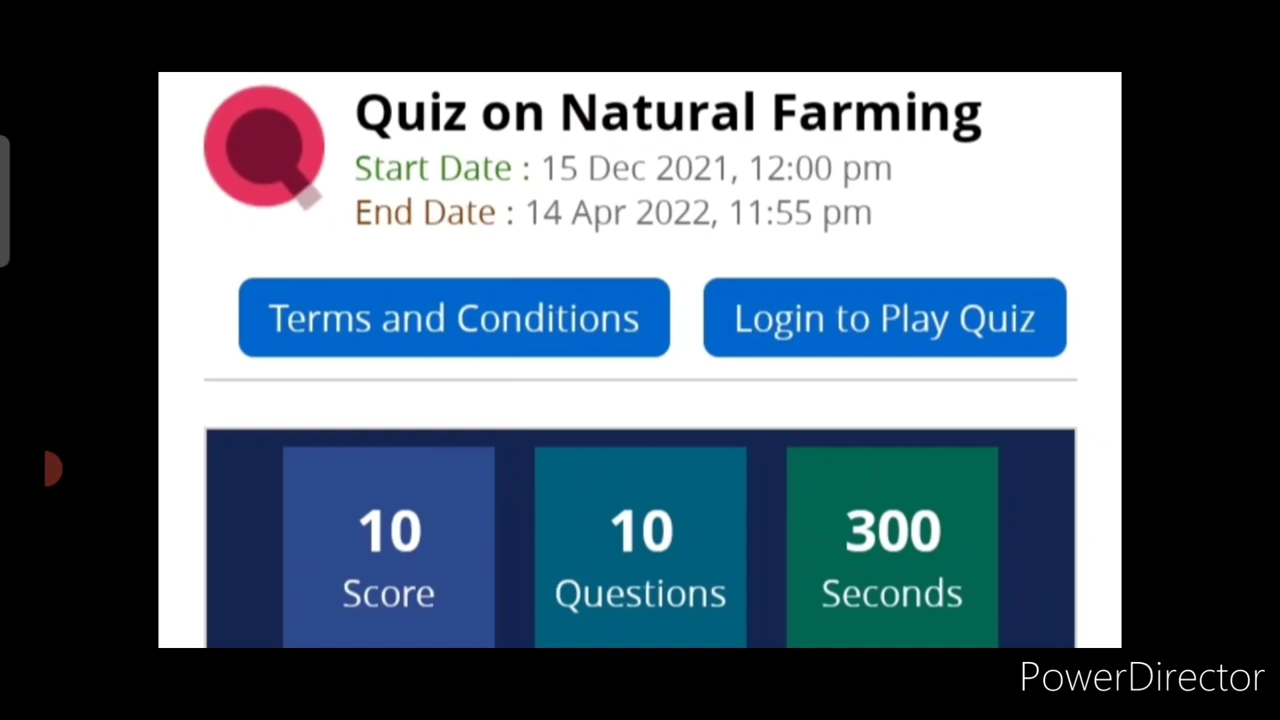 Quiz on Natural Farming
Start Date : 15 Dec 2021, 12:00 pm
End Date : 14 Apr 2022, 11:55 pm
Terms and Conditions
Login to Play Quiz
10
Score
10
Questions
300
Seconds
PowerDirector